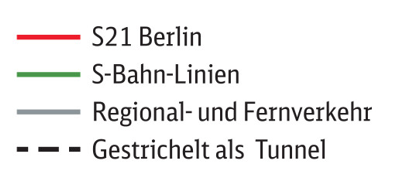 S21 Berlin
S-Bahn-Linien
Regional- und Fernverkehr
Gestrichelt als Tunnel